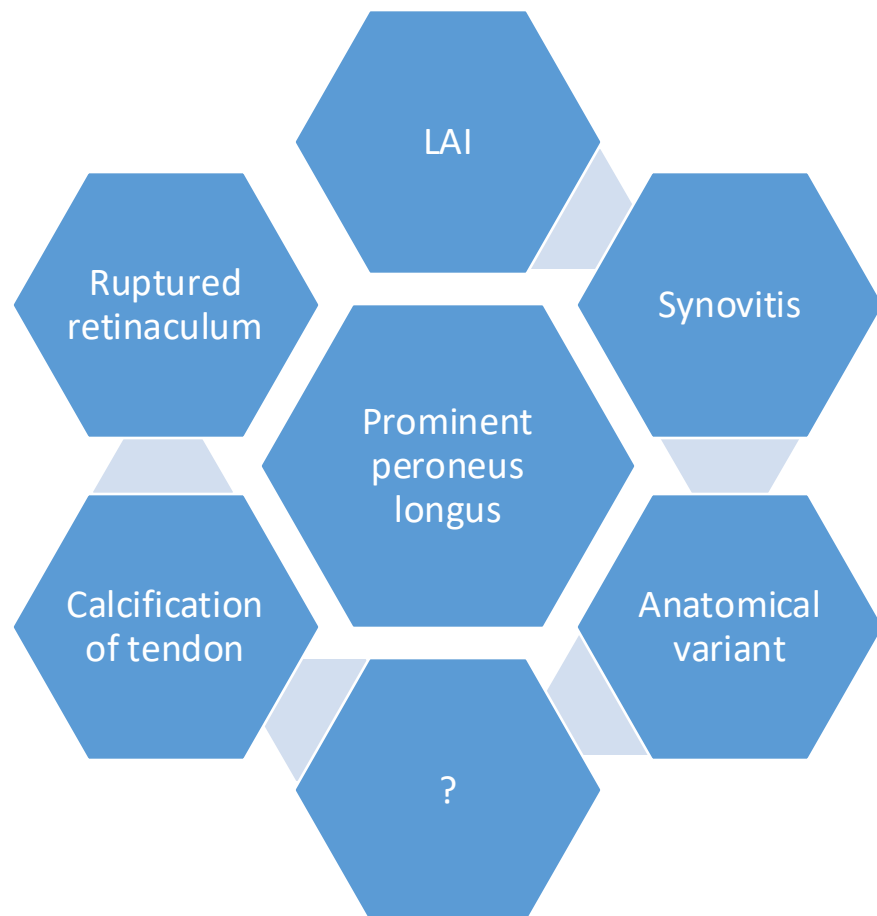 LAI
Ruptured
retinaculum
Synovitis
Prominent
peroneus
longus
Calcification
of tendon
Anatomical
variant
?